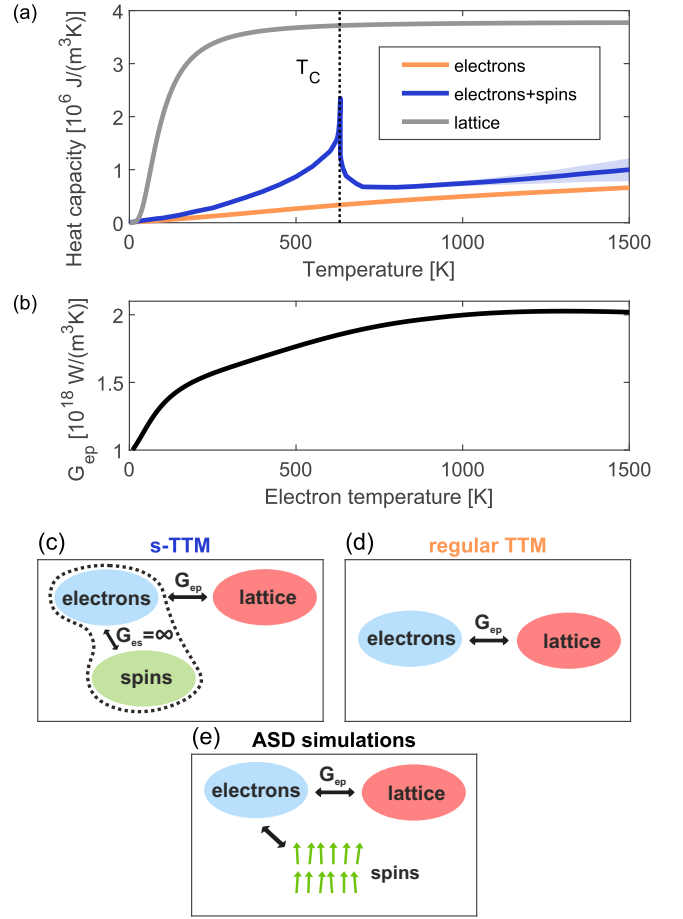 (a)
Heat capacity [10^6 J/(m^3K)]
4
3
2
1
0
T_C
electrons
electrons+spins
lattice
0
500
1000
1500
Temperature [K]
(b)
G_ep [10^18 W/(m^3K)]
2
1.5
1
0
500
1000
1500
Electron temperature [K]
(c)
s-TTM
electrons
G_ep
lattice
G_es=∞
spins
(d)
regular TTM
electrons
G_ep
lattice
(e)
ASD simulations
electrons
G_ep
lattice
spins